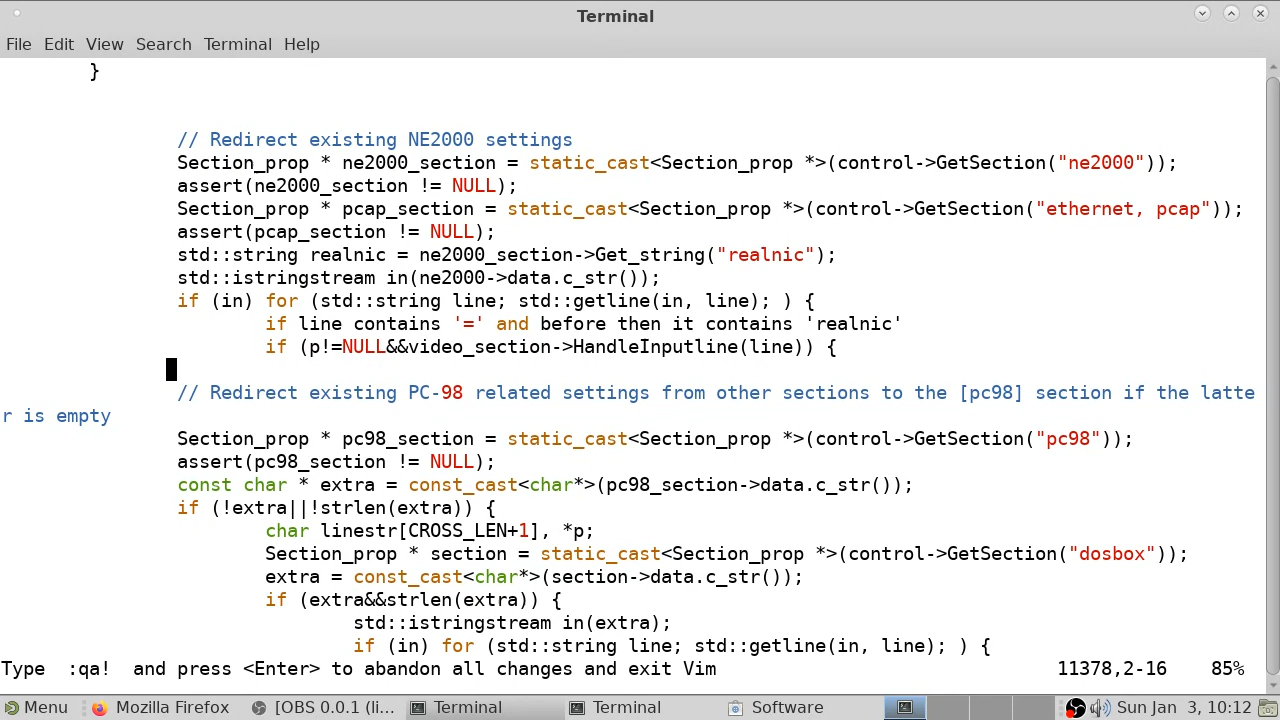 Terminal
File Edit View Search Terminal Help
}
// Redirect existing NE2000 settings
Section_prop * ne2000_section = static_cast<Section_prop *>(control->GetSection("ne2000"));
assert(ne2000_section != NULL);
Section_prop * pcap_section = static_cast<Section_prop *>(control->GetSection("ethernet, pcap"));
assert(pcap_section != NULL);
std::string realnic = ne2000_section->Get_string("realnic");
std::istringstream in(ne2000->data.c_str());
if (in) for (std::string line; std::getline(in, line); ) {
if line contains '=' and before then it contains 'realnic'
if (p!=NULL&&video_section->HandleInputline(line)) {
// Redirect existing PC-98 related settings from other sections to the [pc98] section if the latte
r is empty
Section_prop * pc98_section = static_cast<Section_prop *>(control->GetSection("pc98"));
assert(pc98_section != NULL);
const char * extra = const_cast<char*>(pc98_section->data.c_str());
if (!extra||!strlen(extra)) {
char linestr[CROSS_LEN+1], *p;
Section_prop * section = static_cast<Section_prop *>(control->GetSection("dosbox"));
extra = const_cast<char*>(section->data.c_str());
if (extra&&strlen(extra)) {
std::istringstream in(extra);
if (in) for (std::string line; std::getline(in, line); ) {
Type  :qa!  and press <Enter> to abandon all changes and exit Vim 11378,2-16 85%
Menu Mozilla Firefox [OBS 0.0.1 (li... Terminal Terminal Software Sun Jan  3, 10:12